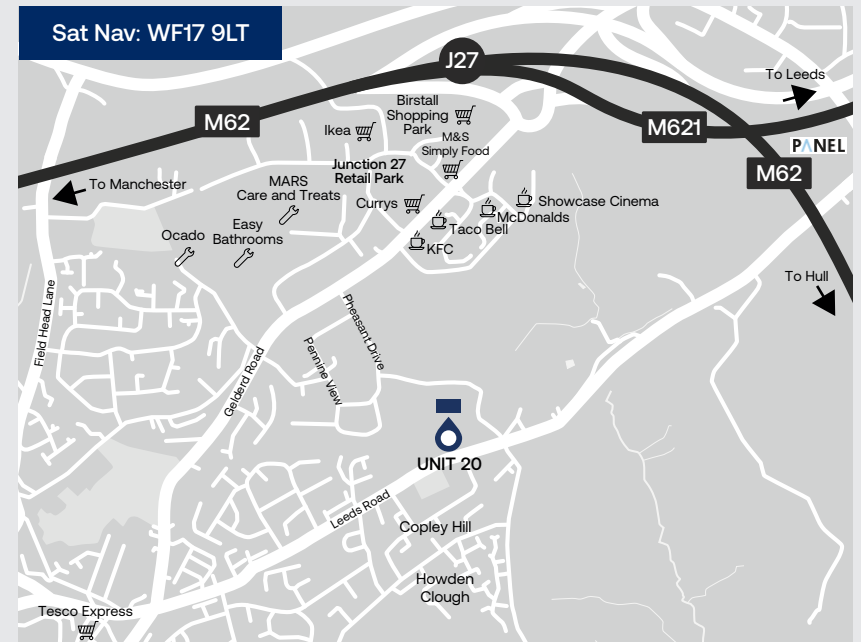 Sat Nav: WF17 9LT
J27
To Leeds
M62
Birstall
Shopping
Park
Ikea
M&S
Simply Food
M621
PANEL
M62
Junction 27
Retail Park
To Manchester
MARS
Care and Treats
Currys
Showcase Cinema
McDonalds
Taco Bell
KFC
Ocado
Easy
Bathrooms
To Hull
Field Head Lane
Pheasant Drive
Pennine View
Gelderd Road
UNIT 20
Leeds Road
Copley Hill
Howden
Clough
Tesco Express